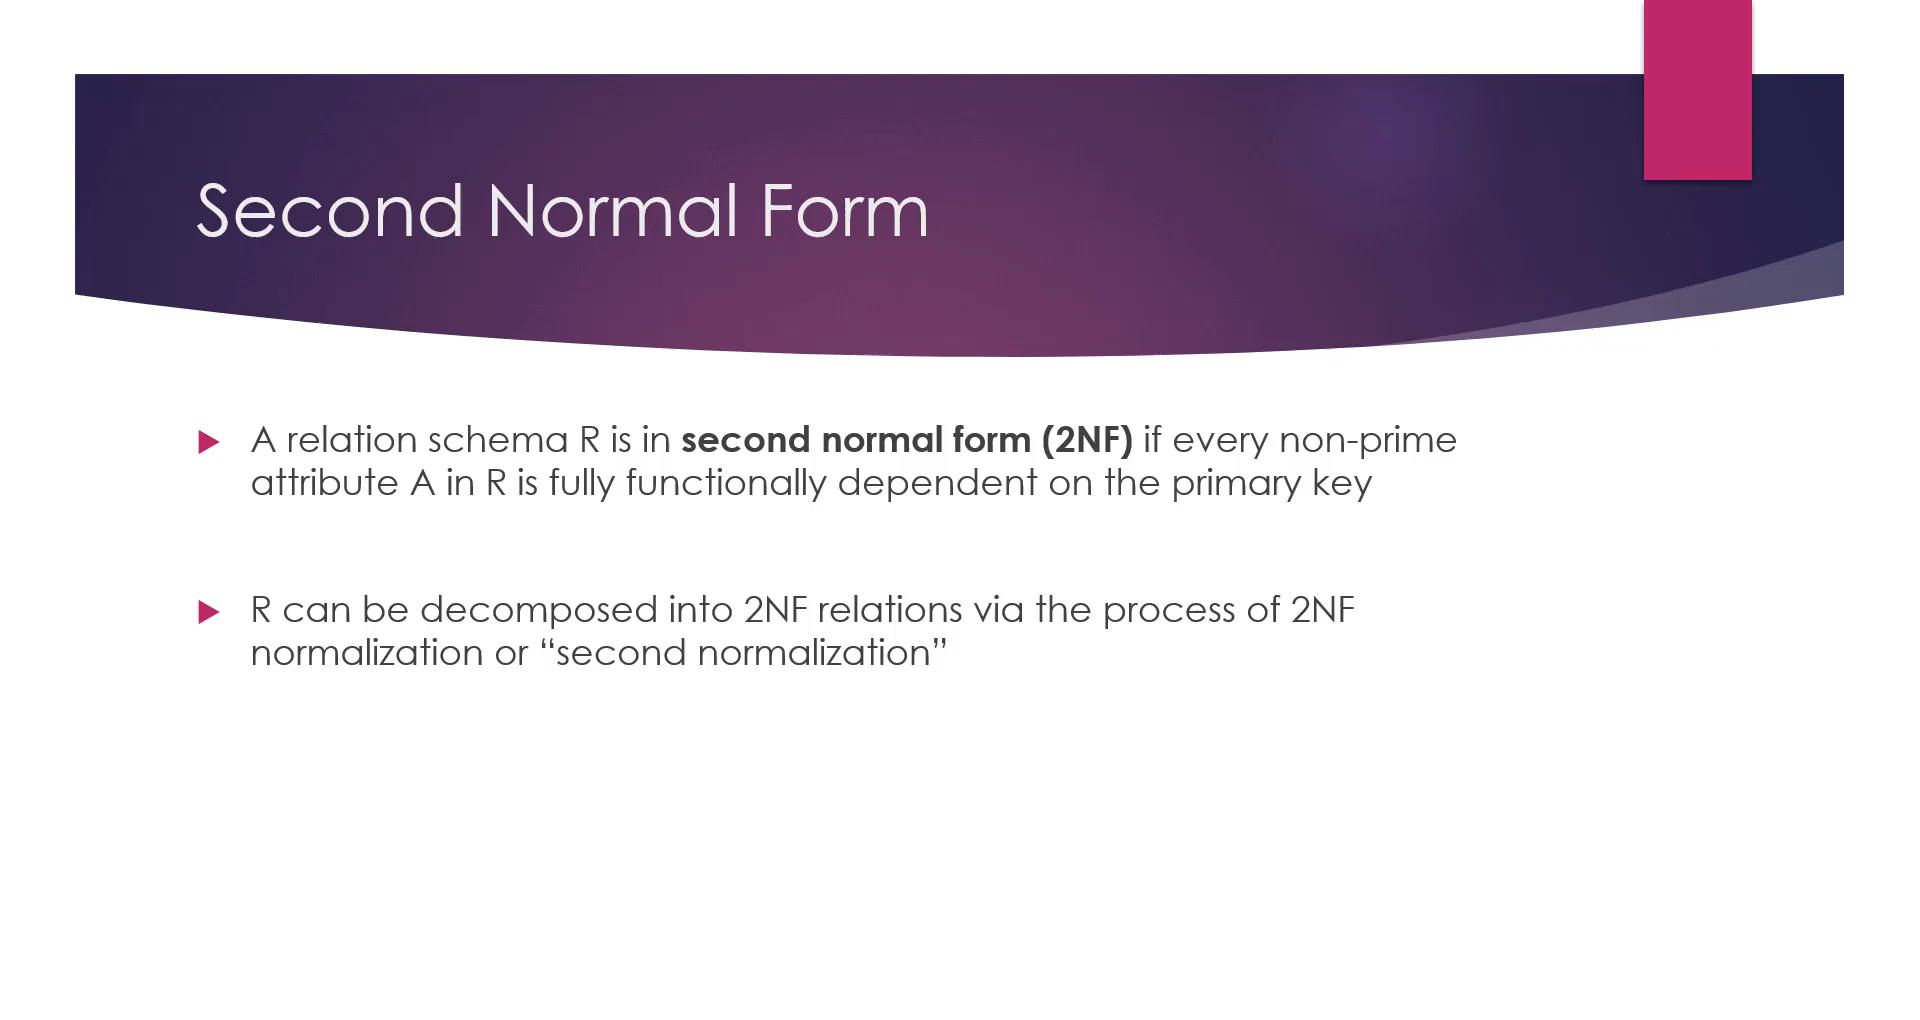 Second Normal Form
A relation schema R is in second normal form (2NF) if every non-prime
attribute A in R is fully functionally dependent on the primary key
R can be decomposed into 2NF relations via the process of 2NF
normalization or “second normalization”